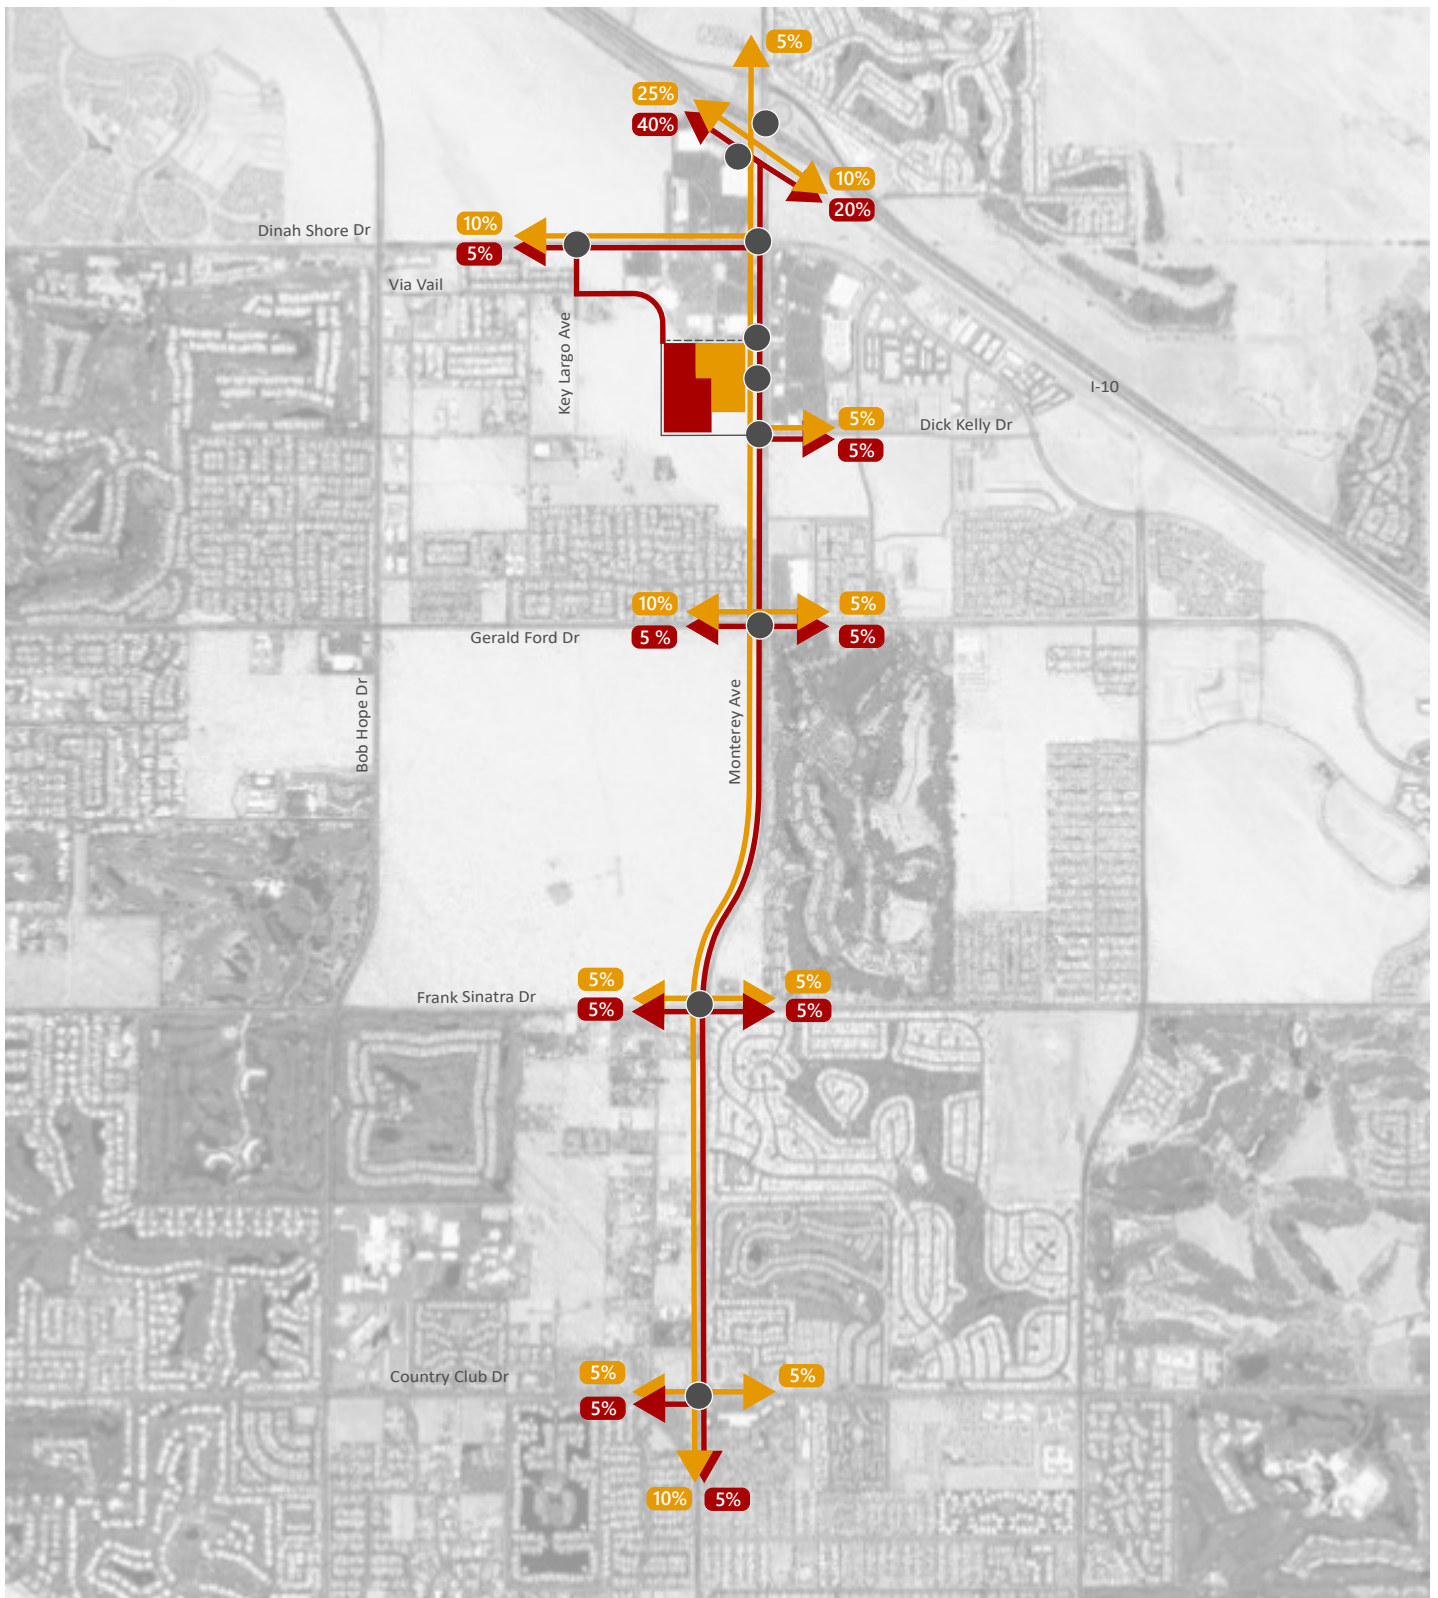 5%
25%
40%
10%
20%
10%
Dinah Shore Dr
5%
Via Vail
Key Largo Ave
I-10
5%
Dick Kelly Dr
5%
10%
5%
Gerald Ford Dr
5 %
5%
Monterey Ave
Bob Hope Dr
5%
5%
Frank Sinatra Dr
5%
5%
5%
5%
Country Club Dr
5%
10%
5%